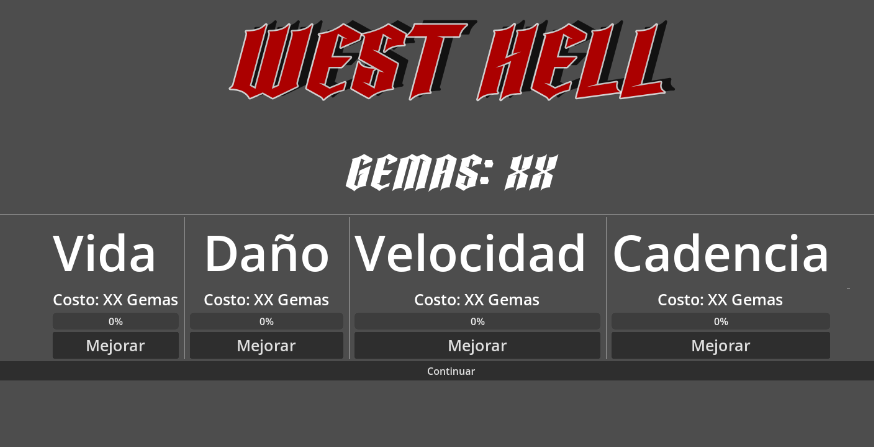 WEST HELL
GEMAS: XX
Vida Daño Velocidad Cadencia
Costo: XX Gemas Costo: XX Gemas Costo: XX Gemas Costo: XX Gemas
0% 0% 0% 0%
Mejorar Mejorar Mejorar Mejorar
Continuar